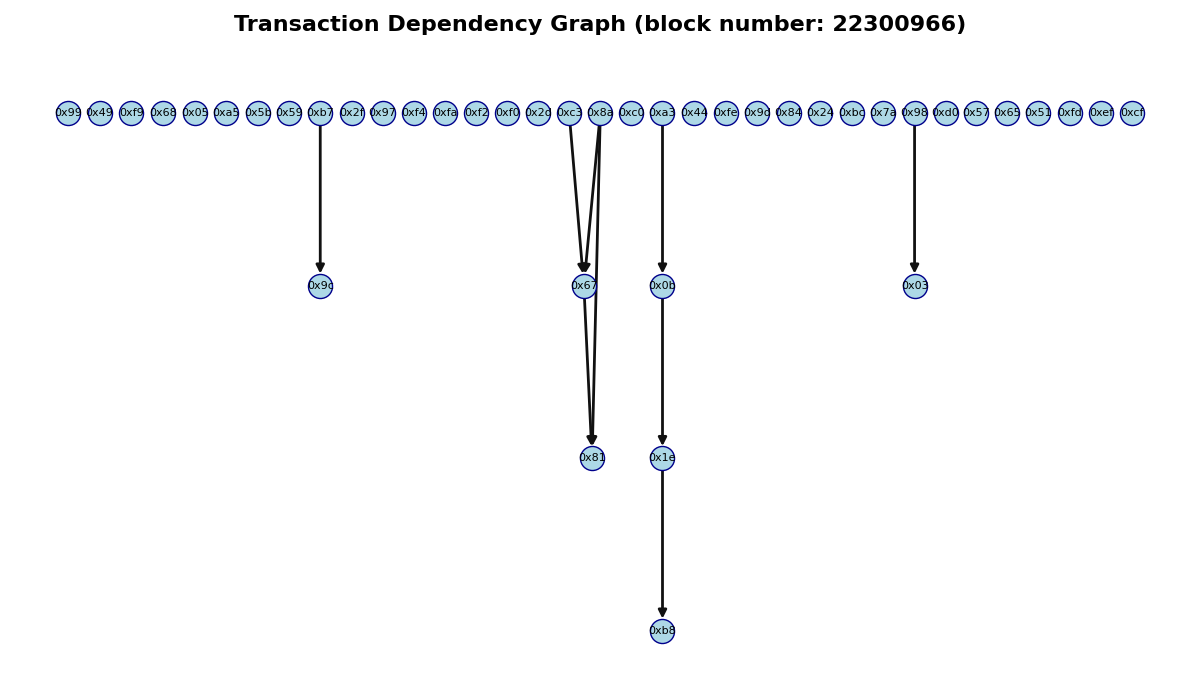 Transaction Dependency Graph (block number: 22300966)
0x99 0x49 0xf9 0x68 0x05 0xa5 0x5b 0x59 0xb7 0x2f 0x97 0xf4 0xfa 0xf2 0xf0 0x2d 0xc3 0x8a 0xc0 0xa3 0x44 0xfe 0x9d 0x84 0x24 0xbc 0x7a 0x98 0xd0 0x57 0x65 0x51 0xfd 0xef 0xcf
0x9c 0x67 0x0b 0x03
0x81 0x1e
0xb8